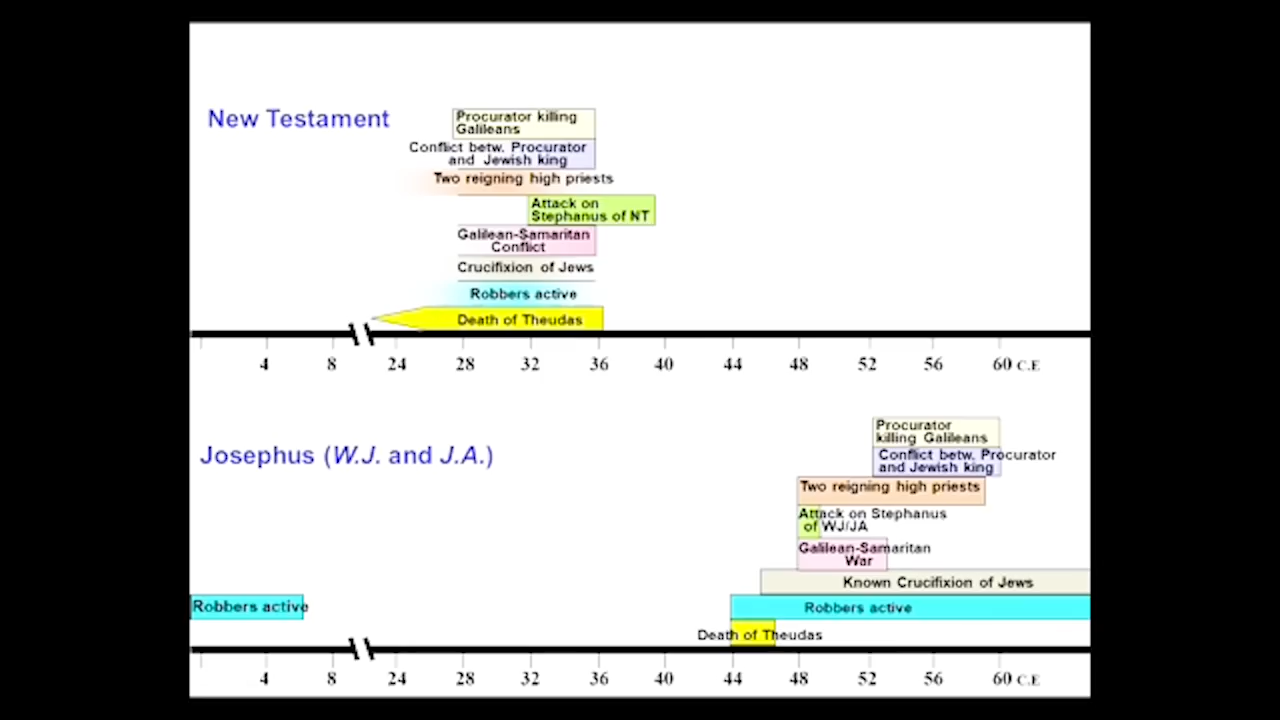 New Testament
Procurator killing
Galileans
Conflict betw. Procurator
and Jewish king
Two reigning high priests
Attack on
Stephanus of NT
Galilean-Samaritan
Conflict
Crucifixion of Jews
Robbers active
Death of Theudas
4 8 24 28 32 36 40 44 48 52 56 60 C.E
Josephus (W.J. and J.A.)
Procurator
killing Galileans
Conflict betw. Procurator
and Jewish king
Two reigning high priests
Attack on Stephanus
of WJ/JA
Galilean-Samaritan
War
Known Crucifixion of Jews
Robbers active
Robbers active
Death of Theudas
4 8 24 28 32 36 40 44 48 52 56 60 C.E